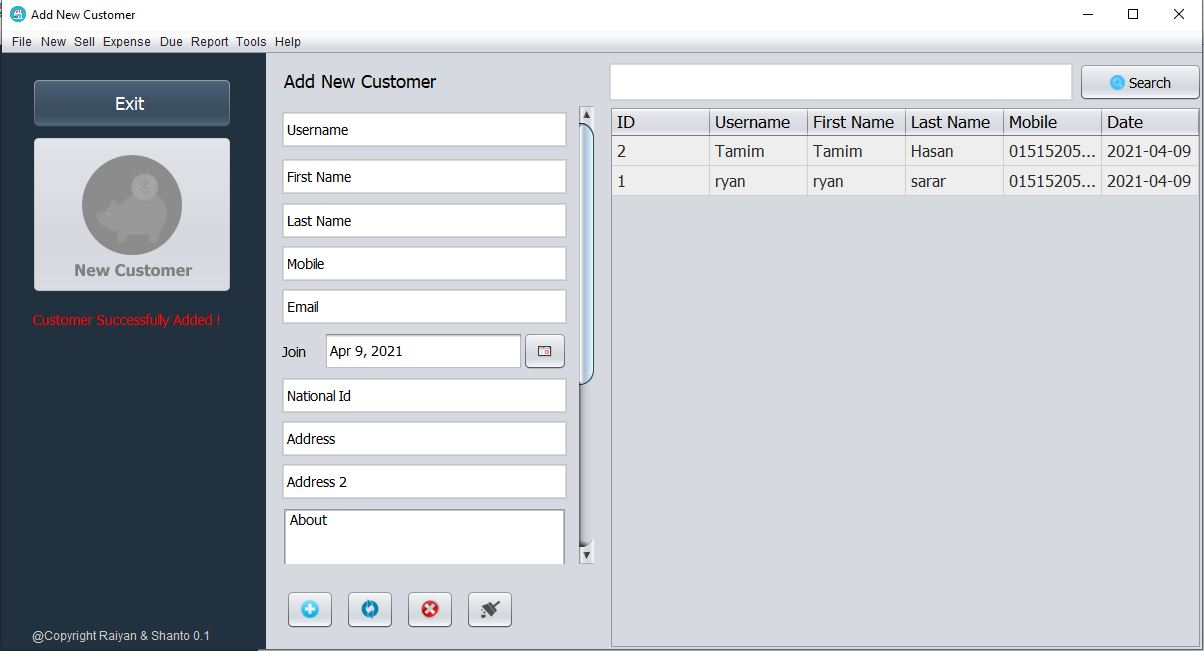 Add New Customer
File New Sell Expense Due Report Tools Help
Exit
$
New Customer
Customer Successfully Added !
@Copyright Raiyan & Shanto 0.1
Add New Customer
Username
First Name
Last Name
Mobile
Email
Join Apr 9, 2021
National Id
Address
Address 2
About
Search
ID Username First Name Last Name Mobile Date
2 Tamim Tamim Hasan 01515205... 2021-04-09
1 ryan ryan sarar 01515205... 2021-04-09